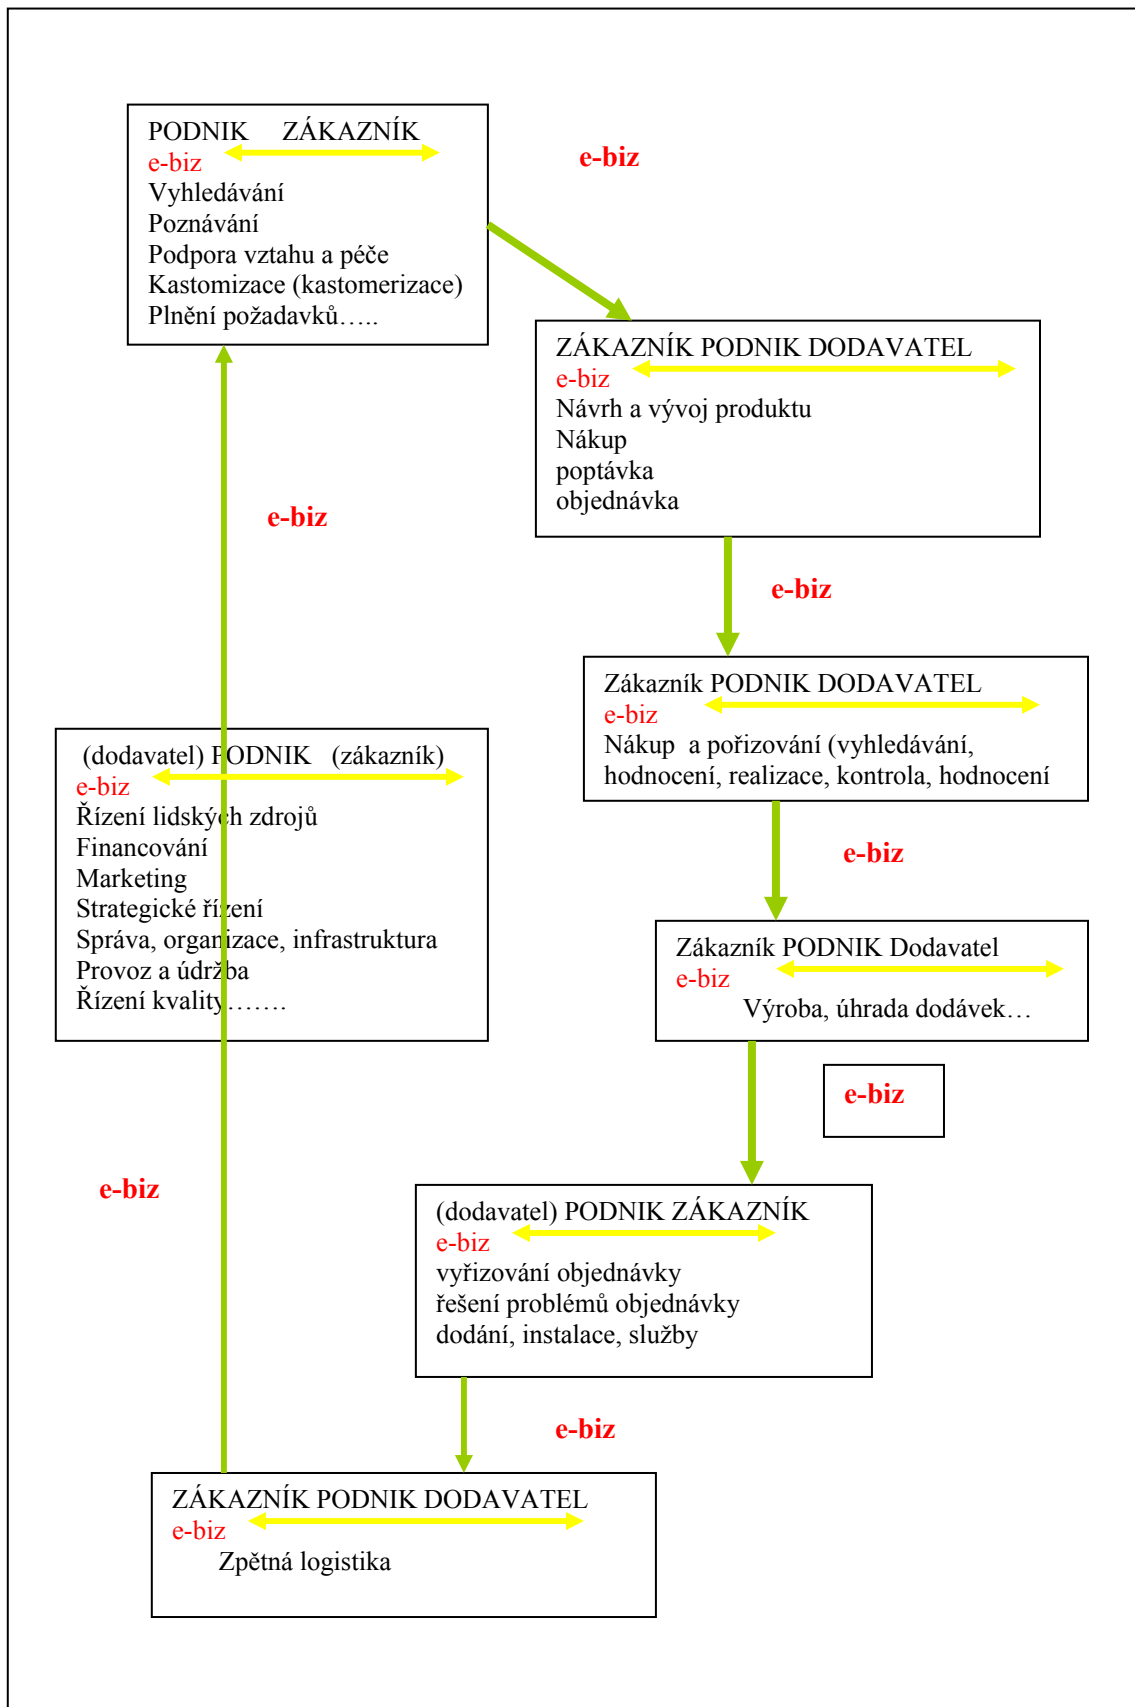 PODNIK ZÁKAZNÍK
e-biz
Vyhledávání
Poznávání
Podpora vztahu a péče
Kastomizace (kastomerizace)
Plnění požadavků…..
e-biz
ZÁKAZNÍK PODNIK DODAVATEL
e-biz
Návrh a vývoj produktu
Nákup
poptávka
objednávka
e-biz
e-biz
Zákazník PODNIK DODAVATEL
e-biz
Nákup a pořizování (vyhledávání,
hodnocení, realizace, kontrola, hodnocení
(dodavatel) PODNIK (zákazník)
e-biz
Řízení lidských zdrojů
Financování
Marketing
Strategické řízení
Správa, organizace, infrastruktura
Provoz a údržba
Řízení kvality…….
e-biz
Zákazník PODNIK Dodavatel
e-biz
Výroba, úhrada dodávek…
e-biz
e-biz
(dodavatel) PODNIK ZÁKAZNÍK
e-biz
vyřizování objednávky
řešení problémů objednávky
dodání, instalace, služby
e-biz
ZÁKAZNÍK PODNIK DODAVATEL
e-biz
Zpětná logistika